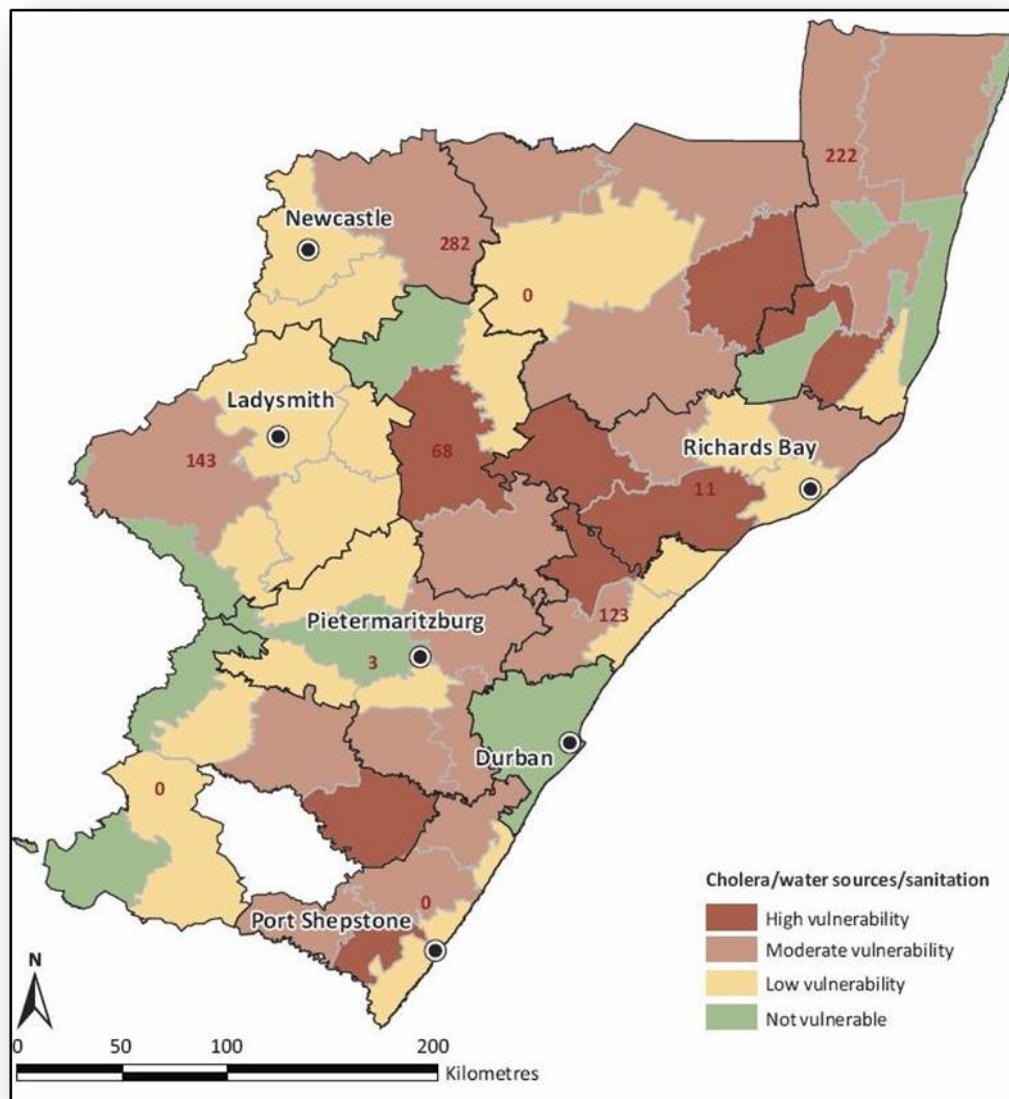 222
Newcastle
282
0
Ladysmith
Richards Bay
143
68
11
Pietermaritzburg
123
3
Durban
0
Port Shepstone
0
Cholera/water sources/sanitation
High vulnerability
Moderate vulnerability
Low vulnerability
Not vulnerable
N
0 50 100 200
Kilometres